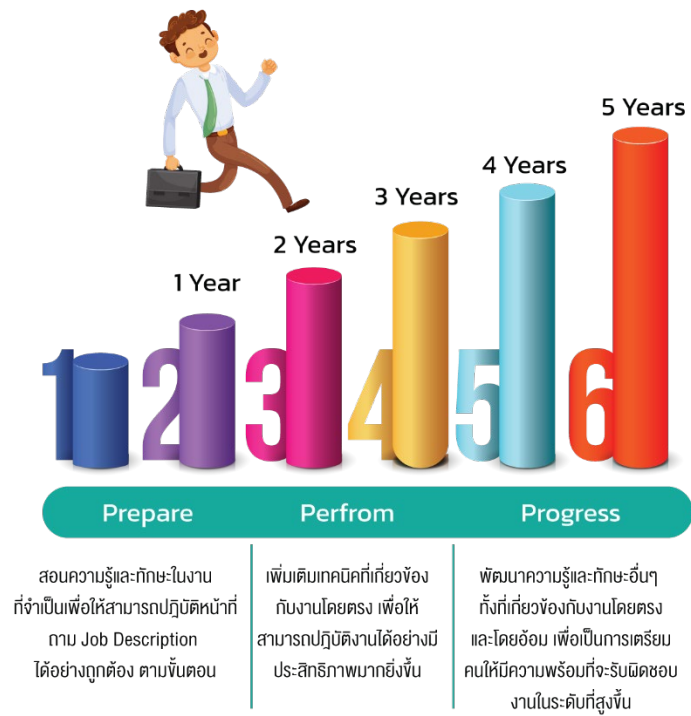 5 Years
4 Years
3 Years
2 Years
1 Year
1 2 3 4 5 6
Prepare Perfrom Progress
สอนความรู้และทักษะในงาน
ที่จำเป็นเพื่อให้สามารถปฏิบัติหน้าที่
ถาม Job Description
ได้อย่างถูกต้อง ตามขั้นตอน
เพิ่มเติมเทคนิคที่เกี่ยวข้อง
กับงานโดยตรง เพื่อให้
สามารถปฏิบัติงานได้อย่างมี
ประสิทธิภาพมากยิ่งขึ้น
พัฒนาความรู้และทักษะอื่นๆ
ทั้งที่เกี่ยวข้องกับงานโดยตรง
และโดยอ้อม เพื่อเป็นการเตรียม
คนให้มีความพร้อมที่จะรับผิดชอบ
งานในระดับที่สูงขึ้น